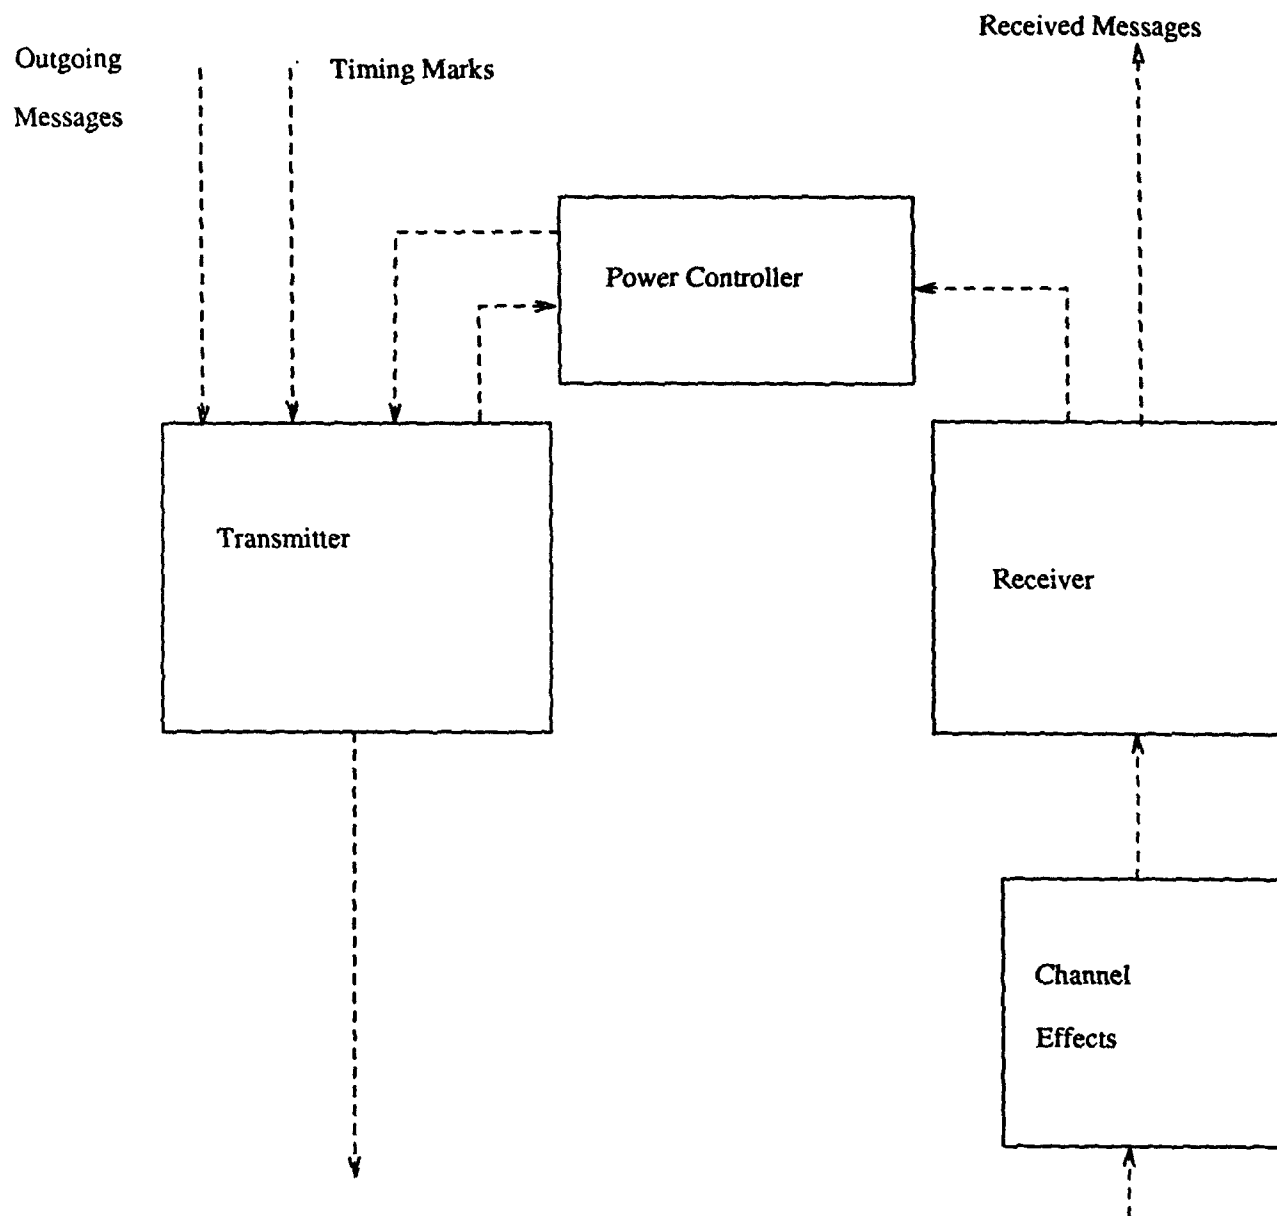 Received Messages
Outgoing
Messages
Timing Marks
Power Controller
Transmitter
Receiver
Channel
Effects